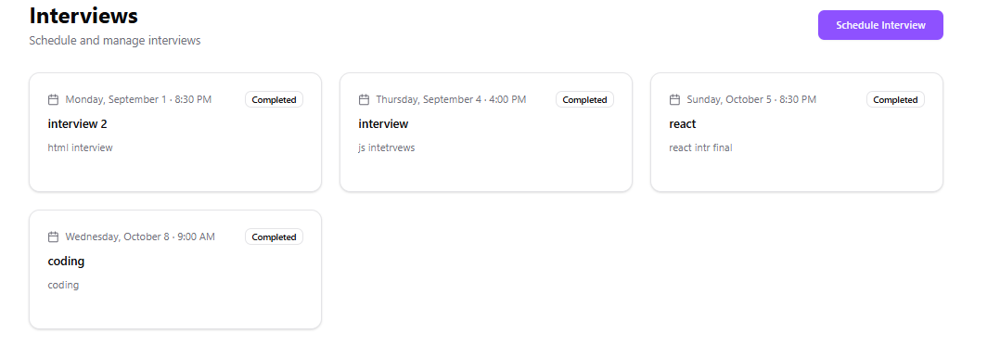 Interviews
Schedule and manage interviews
Schedule Interview
Monday, September 1 · 8:30 PM
Completed
interview 2
html interview
Thursday, September 4 · 4:00 PM
Completed
interview
js intetrvews
Sunday, October 5 · 8:30 PM
Completed
react
react intr final
Wednesday, October 8 · 9:00 AM
Completed
coding
coding